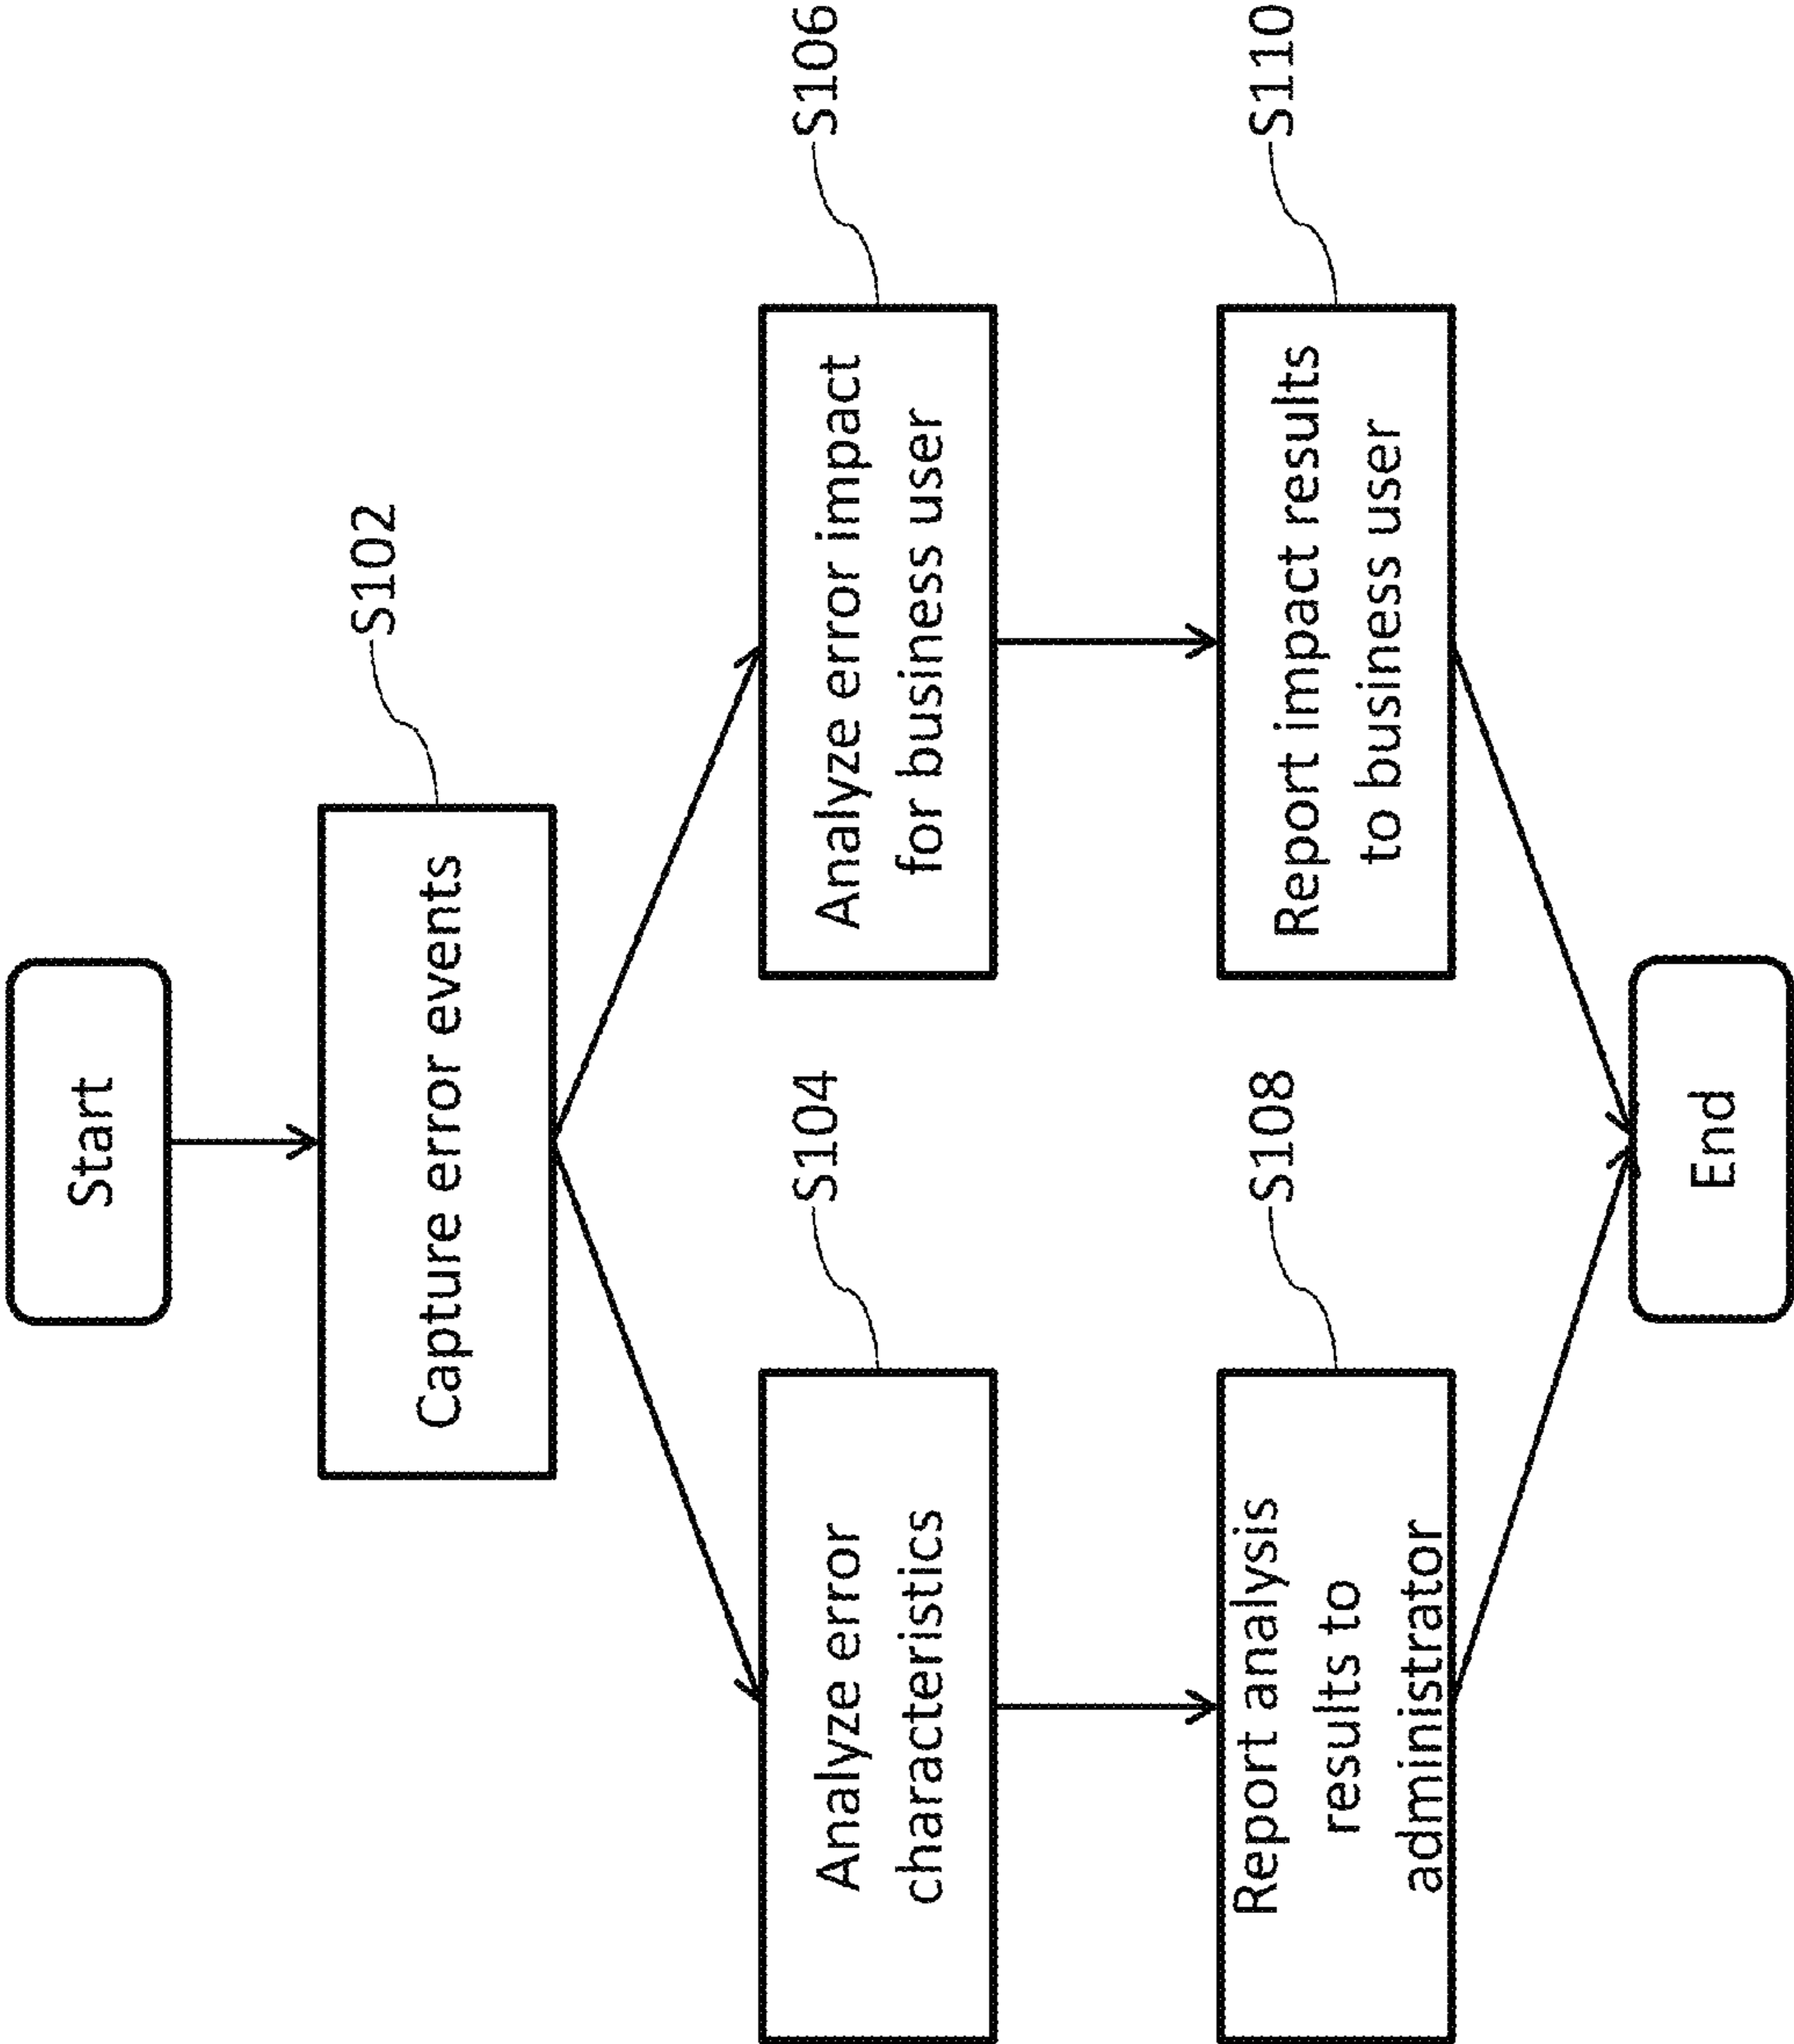 Start
Capture error events
S102
Analyze error
characteristics
S104
Analyze error impact
for business user
S106
Report analysis
results to
administrator
S108
Report impact results
to business user
S110
End